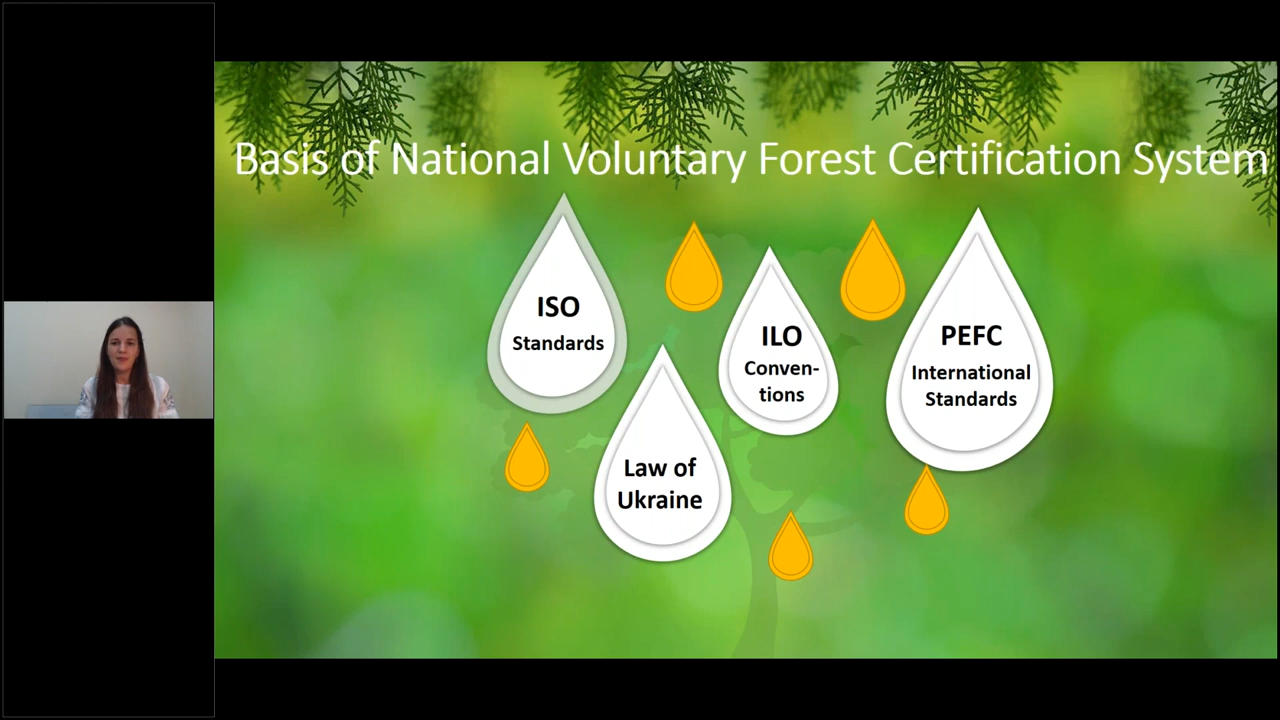 Basis of National Voluntary Forest Certification System
ISO
Standards
Law of
Ukraine
ILO
Conven-
tions
PEFC
International
Standards